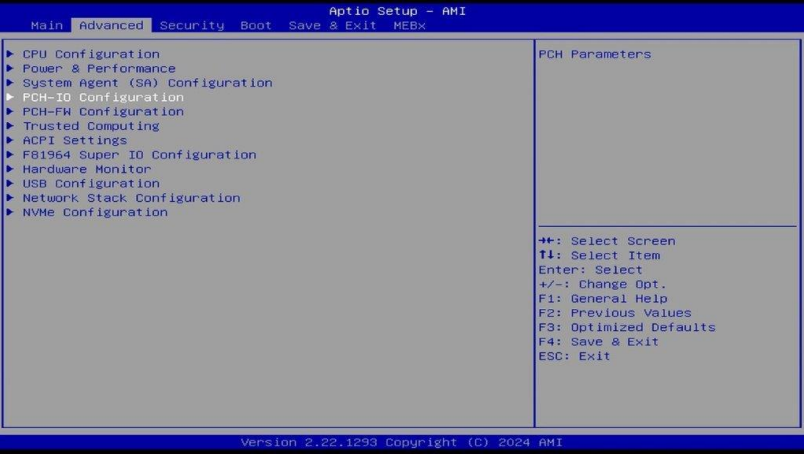 Aptio Setup - AMI
Main Advanced Security Boot Save & Exit MEBx
CPU Configuration
Power & Performance
System Agent (SA) Configuration
PCH-IO Configuration
PCH-FW Configuration
Trusted Computing
ACPI Settings
F81964 Super IO Configuration
Hardware Monitor
USB Configuration
Network Stack Configuration
NVMe Configuration
PCH Parameters
→←: Select Screen
↑↓: Select Item
Enter: Select
+/-: Change Opt.
F1: General Help
F2: Previous Values
F3: Optimized Defaults
F4: Save & Exit
ESC: Exit
Version 2.22.1293 Copyright (C) 2024 AMI